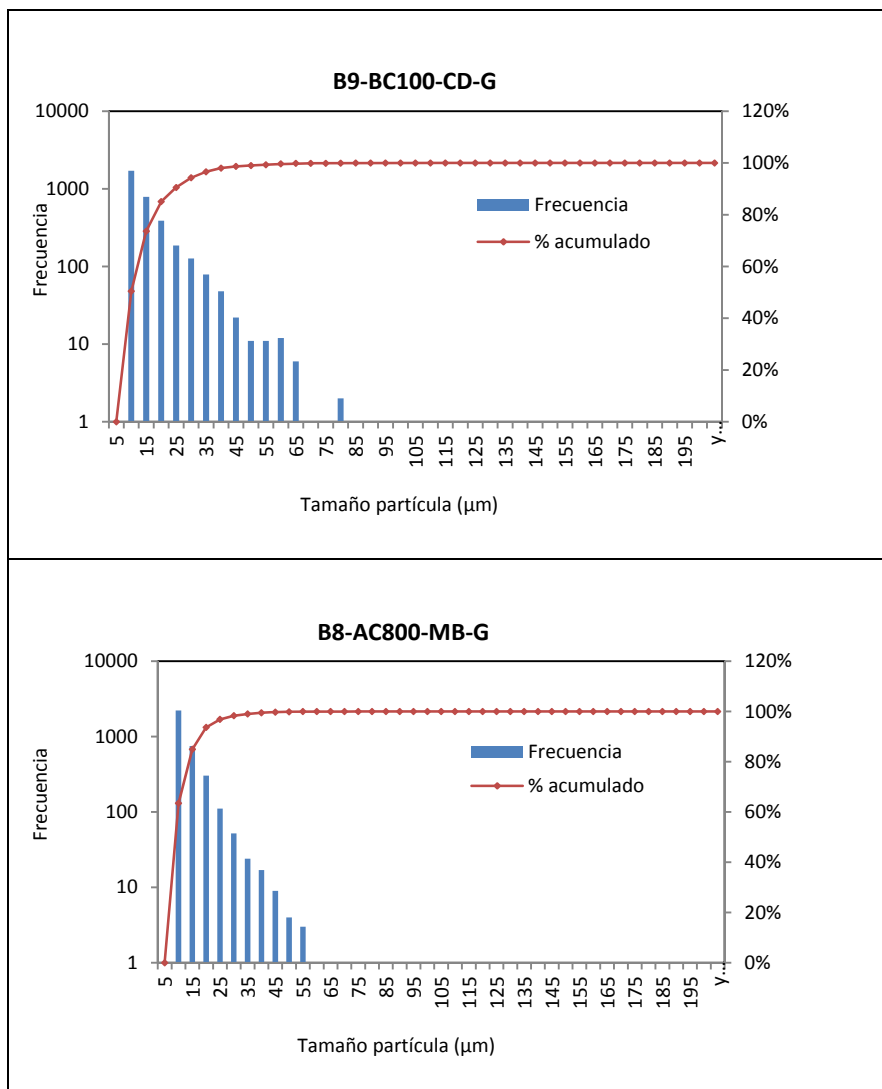 B9-BC100-CD-G
10000
1000
100
10
1
Frecuencia
120%
100%
80%
60%
40%
20%
0%
Frecuencia
% acumulado
5 15 25 35 45 55 65 75 85 95 105 115 125 135 145 155 165 175 185 195 y...
Tamaño partícula (µm)
B8-AC800-MB-G
10000
1000
100
10
1
Frecuencia
120%
100%
80%
60%
40%
20%
0%
Frecuencia
% acumulado
5 15 25 35 45 55 65 75 85 95 105 115 125 135 145 155 165 175 185 195 y...
Tamaño partícula (µm)